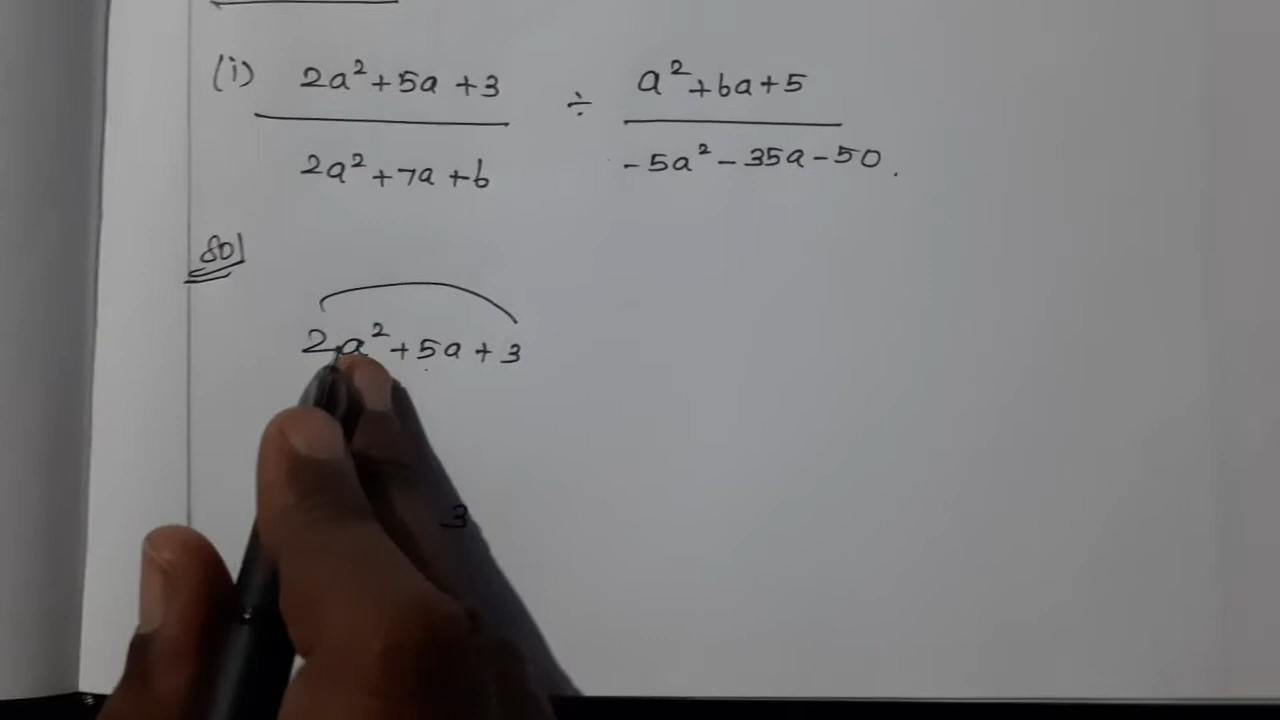 (i) 2a²+5a+3 ÷ a²+6a+5
2a²+7a+6 -5a²-35a-50.
Sol
2a²+5a+3
3